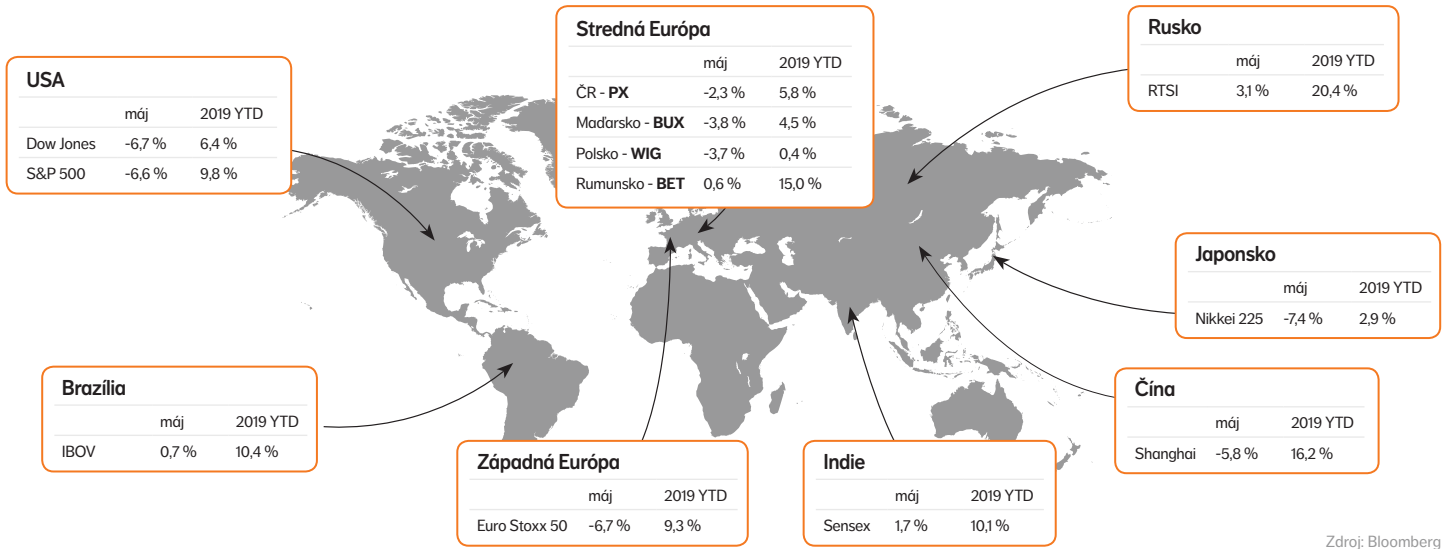 Stredná Európa
máj 2019 YTD
ČR - PX -2,3 % 5,8 %
Maďarsko - BUX -3,8 % 4,5 %
Polsko - WIG -3,7 % 0,4 %
Rumunsko - BET 0,6 % 15,0 %
Rusko
máj 2019 YTD
RTSI 3,1 % 20,4 %
USA
máj 2019 YTD
Dow Jones -6,7 % 6,4 %
S&P 500 -6,6 % 9,8 %
Japonsko
máj 2019 YTD
Nikkei 225 -7,4 % 2,9 %
Brazília
máj 2019 YTD
IBOV 0,7 % 10,4 %
Čína
máj 2019 YTD
Shanghai -5,8 % 16,2 %
Západná Európa
máj 2019 YTD
Euro Stoxx 50 -6,7 % 9,3 %
Indie
máj 2019 YTD
Sensex 1,7 % 10,1 %
Zdroj: Bloomberg